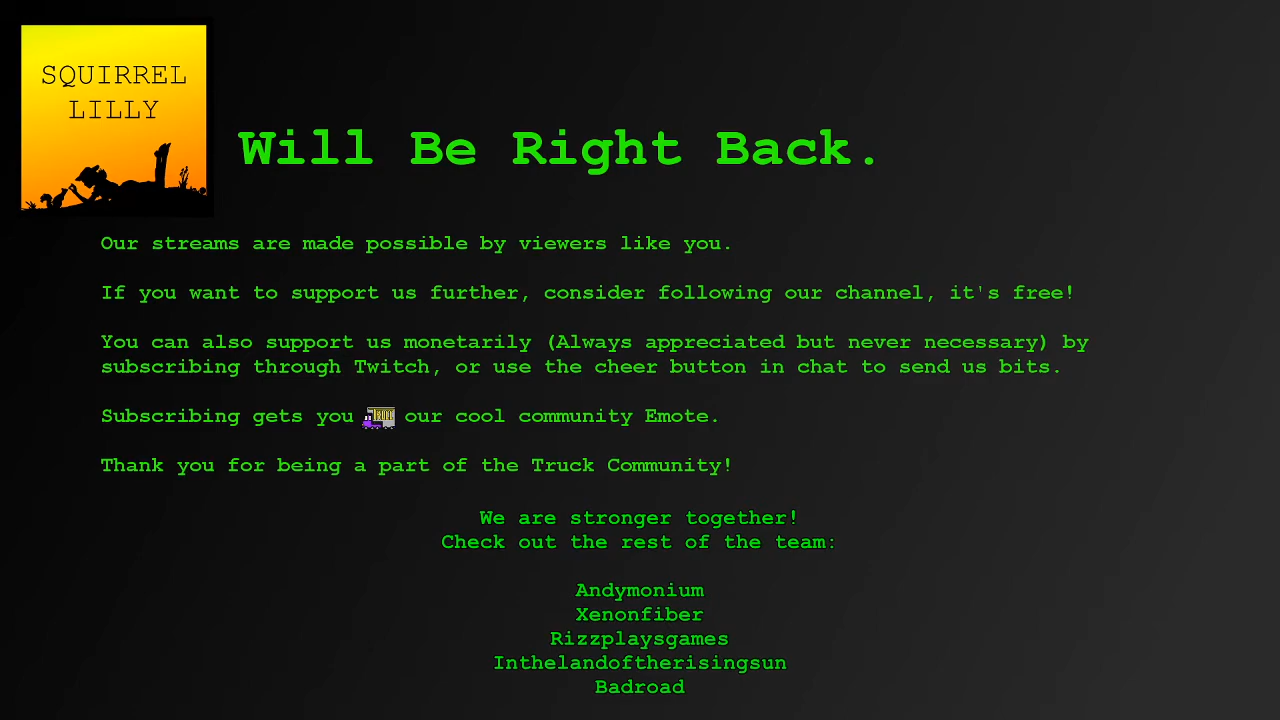 SQUIRREL
LILLY
Will Be Right Back.
Our streams are made possible by viewers like you.
If you want to support us further, consider following our channel, it's free!
You can also support us monetarily (Always appreciated but never necessary) by
subscribing through Twitch, or use the cheer button in chat to send us bits.
Subscribing gets you our cool community Emote.
Thank you for being a part of the Truck Community!
We are stronger together!
Check out the rest of the team:
Andymonium
Xenonfiber
Rizzplaysgames
Inthelandoftherisingsun
Badroad